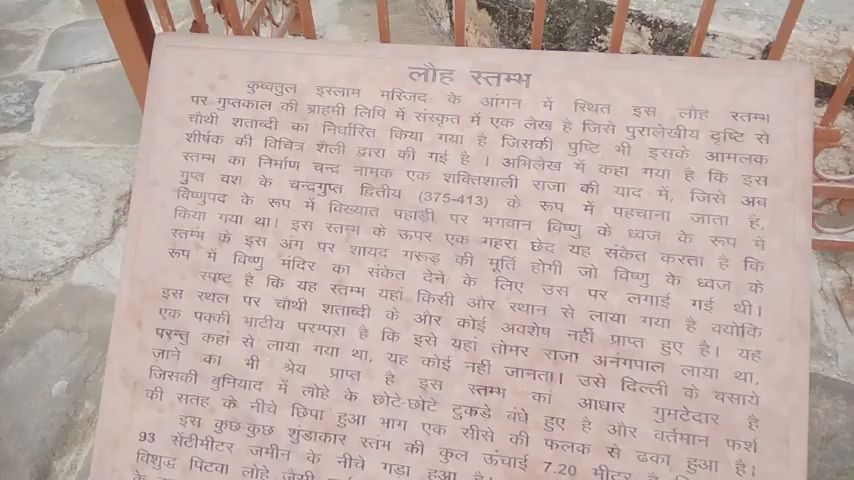 लौह स्तम्भ
कुव्वतुल इस्लाम मस्जिद के आंगन में स्थित इस लौह स्तम्भ
पर गुप्तकाल की ब्राहमी लिपि में संस्कृत में एक लेख है जिसे पुरालेखीय दृष्टि से
चौथी शताब्दी का निर्धारित किया गया है जिसकी पुष्टि भी इसके आमलक
शीर्षक की विचित्र शैली द्वारा की गई है । अभिलेख में कहा गया है कि इस
स्तम्भ का निर्माण चन्द्र नामक एक शक्तिशाली राजा की याद में, जिसे अब
गुप्त वश के चन्द्रगुप्त द्वितीय (375-413) के रूप में पहचाना जाता है,
विष्णुपद के रूप में विख्यात पहाड़ी पर भगवान विष्णु के ध्वज के रूप में
किया गया था। इस स्तम्भ के ऊपर एक गहरा छेद यह संकेत करता है कि
स्तम्भ के इस अंग पर शायद गरूड़ की मूर्ति होगी जो विष्णु के ध्वज के
रूप में विष्णु मंदिर का संकेत देने के लिए उस पर लगाई गई थी।
स्पष्ट है कि यह स्तम्भ यहां किसी और स्थान से लाया गया है क्योंकि
इस स्थल पर चौथी शताब्दी के और कोई अवशेष नहीं प्राप्त हुए है। यह
एक पक्की भाटीय परम्परा है कि इसे यहां तोमर राजा अनंगपाल लाया था,
परन्तु कहां से लाया गया था, यह कोई नहीं जानता। उसे दिल्ली के बसाये
जाने का भी श्रेय प्राप्त है इस स्तम्भ का आधार गुमटेदार है
जिसकी बुनियाद में लोहे के छोटे-छोटे टुकड़े बंधे हुए है और वर्तमान फर्श
की सतह के नीचे छिपा हुआ भाग एक सीसे की फलक से ढका हुआ है।
इस कुछ-कुछ शुंडाकार स्तंम की कुल ऊंचाई 7.20 मीटर है
93 सेंटीमीटर जमीन के नीचे गड़ा हुआ है।
विशुद्ध पिटवा लोहे जैसी